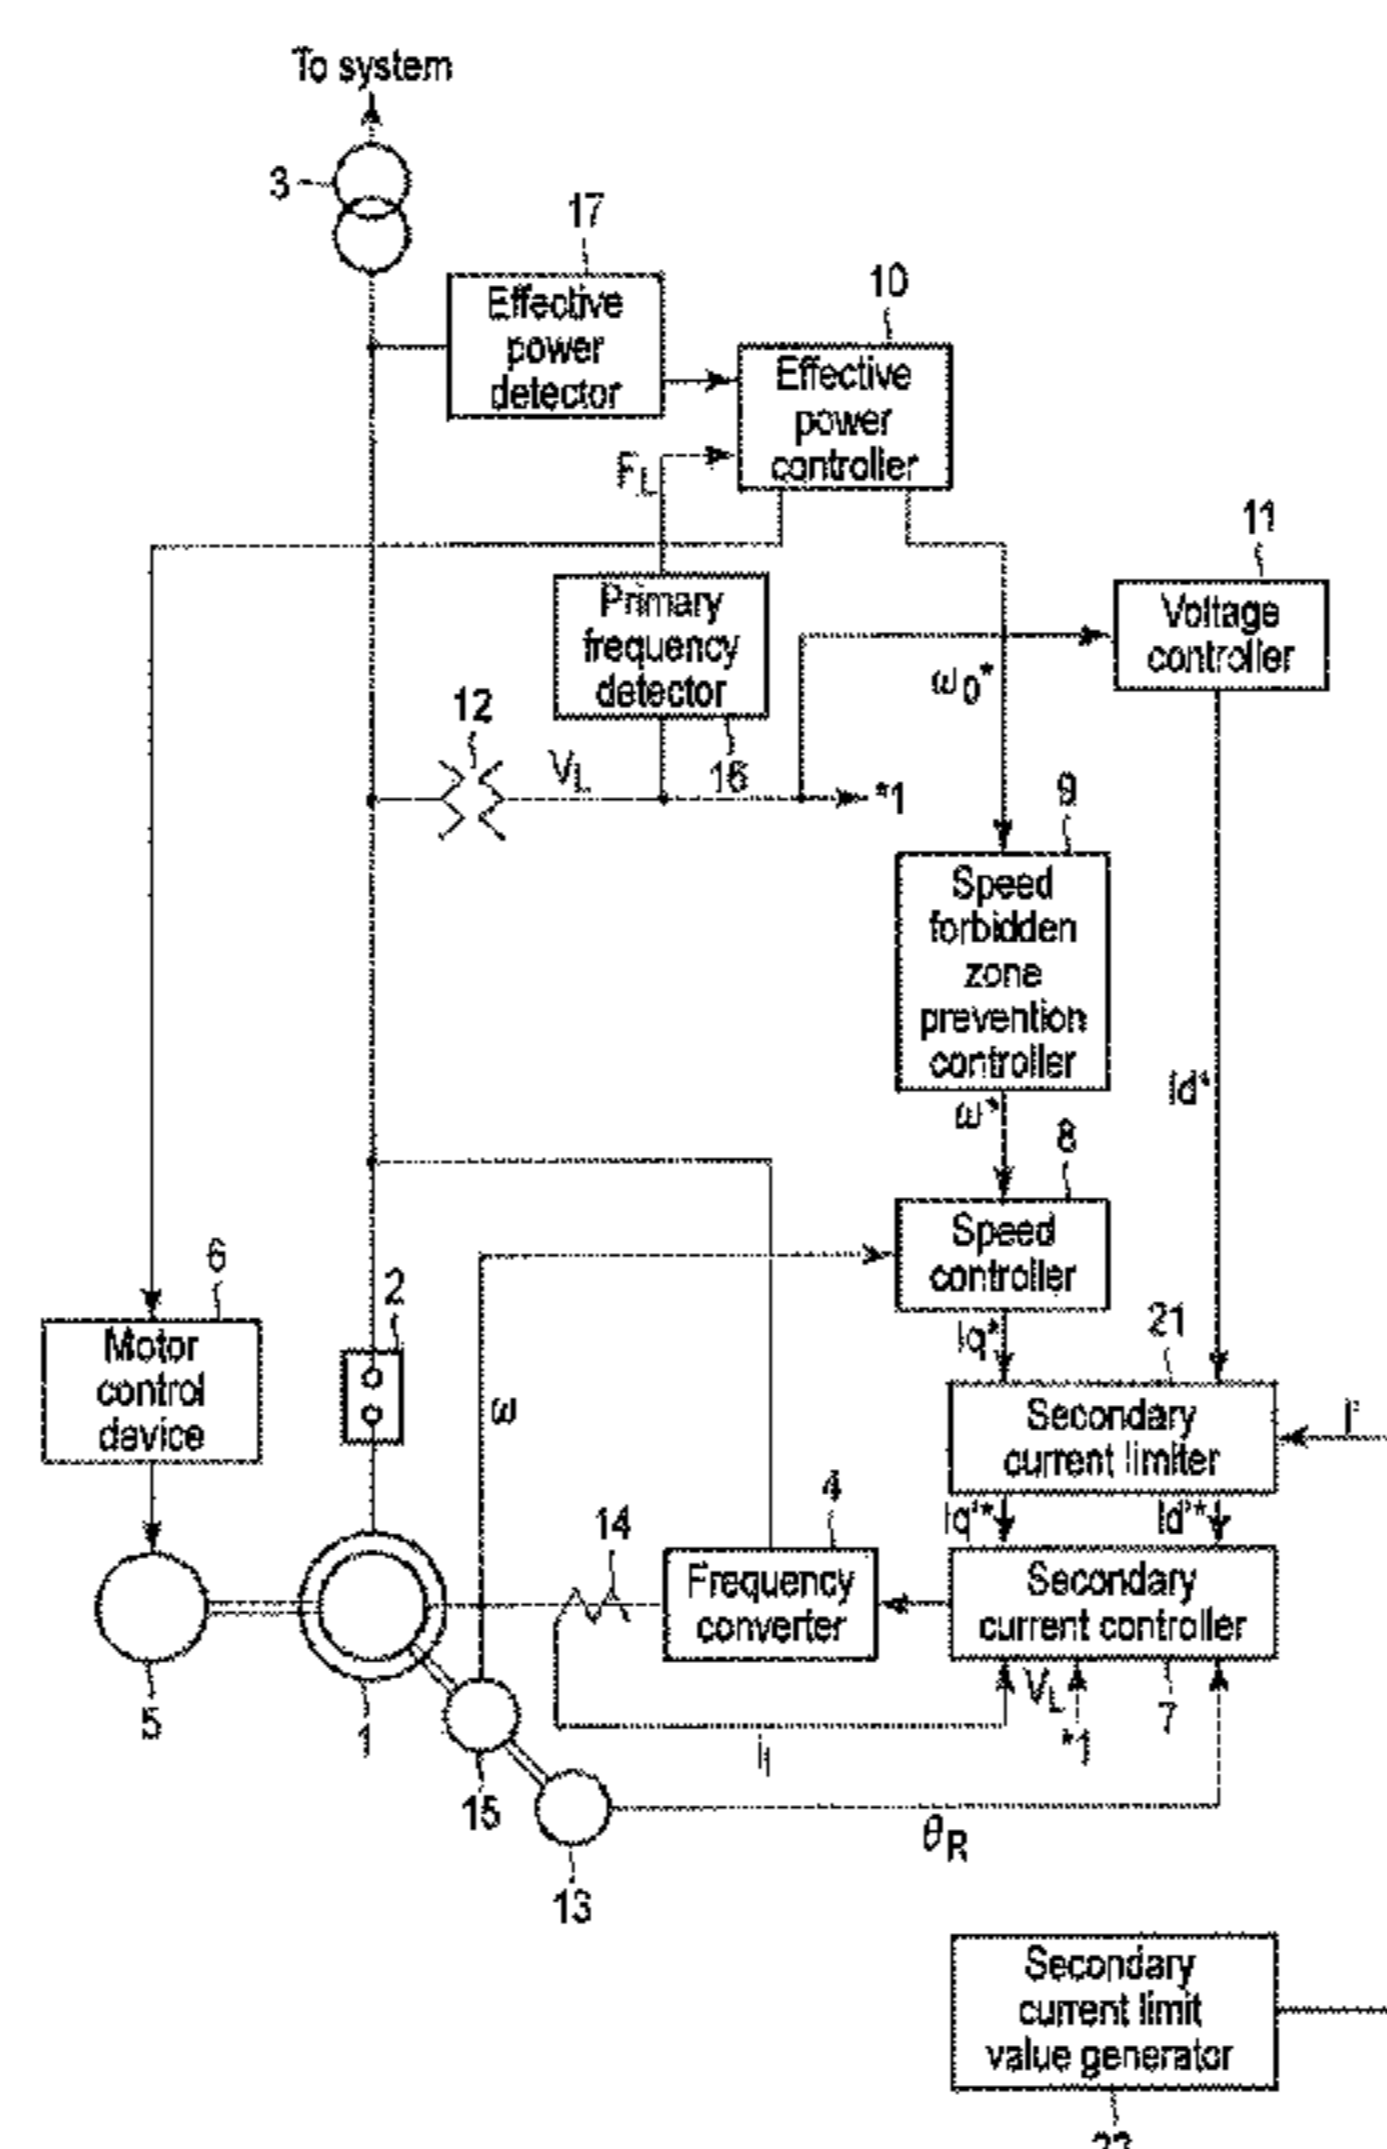 To system
3
17
Effective
power
detector
10
Effective
power
controller
FL
11
Voltage
controller
Primary
frequency
detector
16
ω0*
12
VL
*1
9
Speed
forbidden
zone
prevention
controller
Id*
ω*
8
Speed
controller
6
Motor
control
device
2
Iq*
21
Secondary
current limiter
I'
ω
Iq'*
Id'*
14
4
Frequency
converter
Secondary
current controller
VL
*1
7
5
1
15
θR
13
Secondary
current limit
value generator